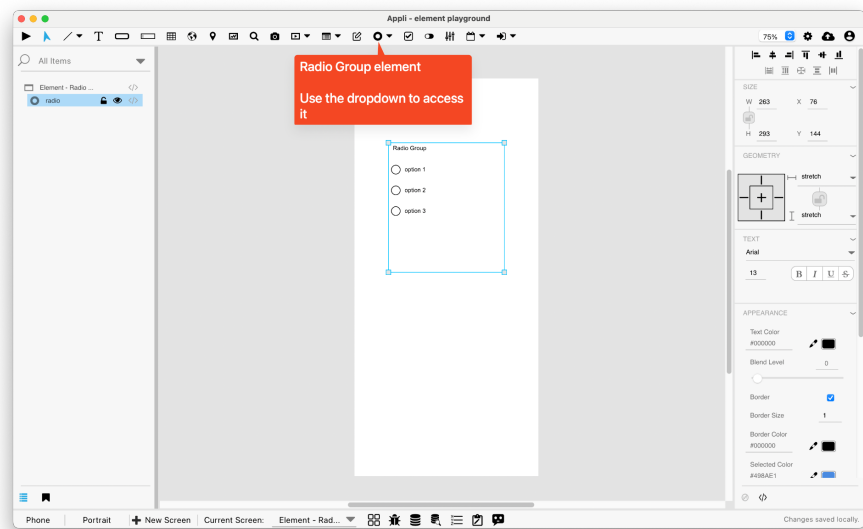 Appli - element playground
T
75%
Radio Group element
Use the dropdown to access
it
All Items
Element - Radio ...
</>
radio
</>
Radio Group
option 1
option 2
option 3
SIZE
W 263 X 76
H 293 Y 144
GEOMETRY
stretch
stretch
TEXT
Arial
13 B I U S
APPEARANCE
Text Color
#000000
Blend Level 0
Border
Border Size 1
Border Color
#000000
Selected Color
#498AE1
</>
Phone Portrait New Screen Current Screen: Element - Rad... Changes saved locally.